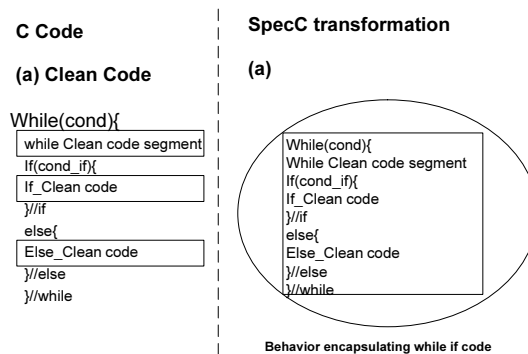 C Code
(a) Clean Code
While(cond){
while Clean code segment
If(cond_if){
If_Clean code
}//if
else{
Else_Clean code
}//else
}//while
SpecC transformation
(a)
While(cond){
While Clean code segment
If(cond_if){
If_Clean code
}//if
else{
Else_Clean code
}//else
}//while
Behavior encapsulating while if code